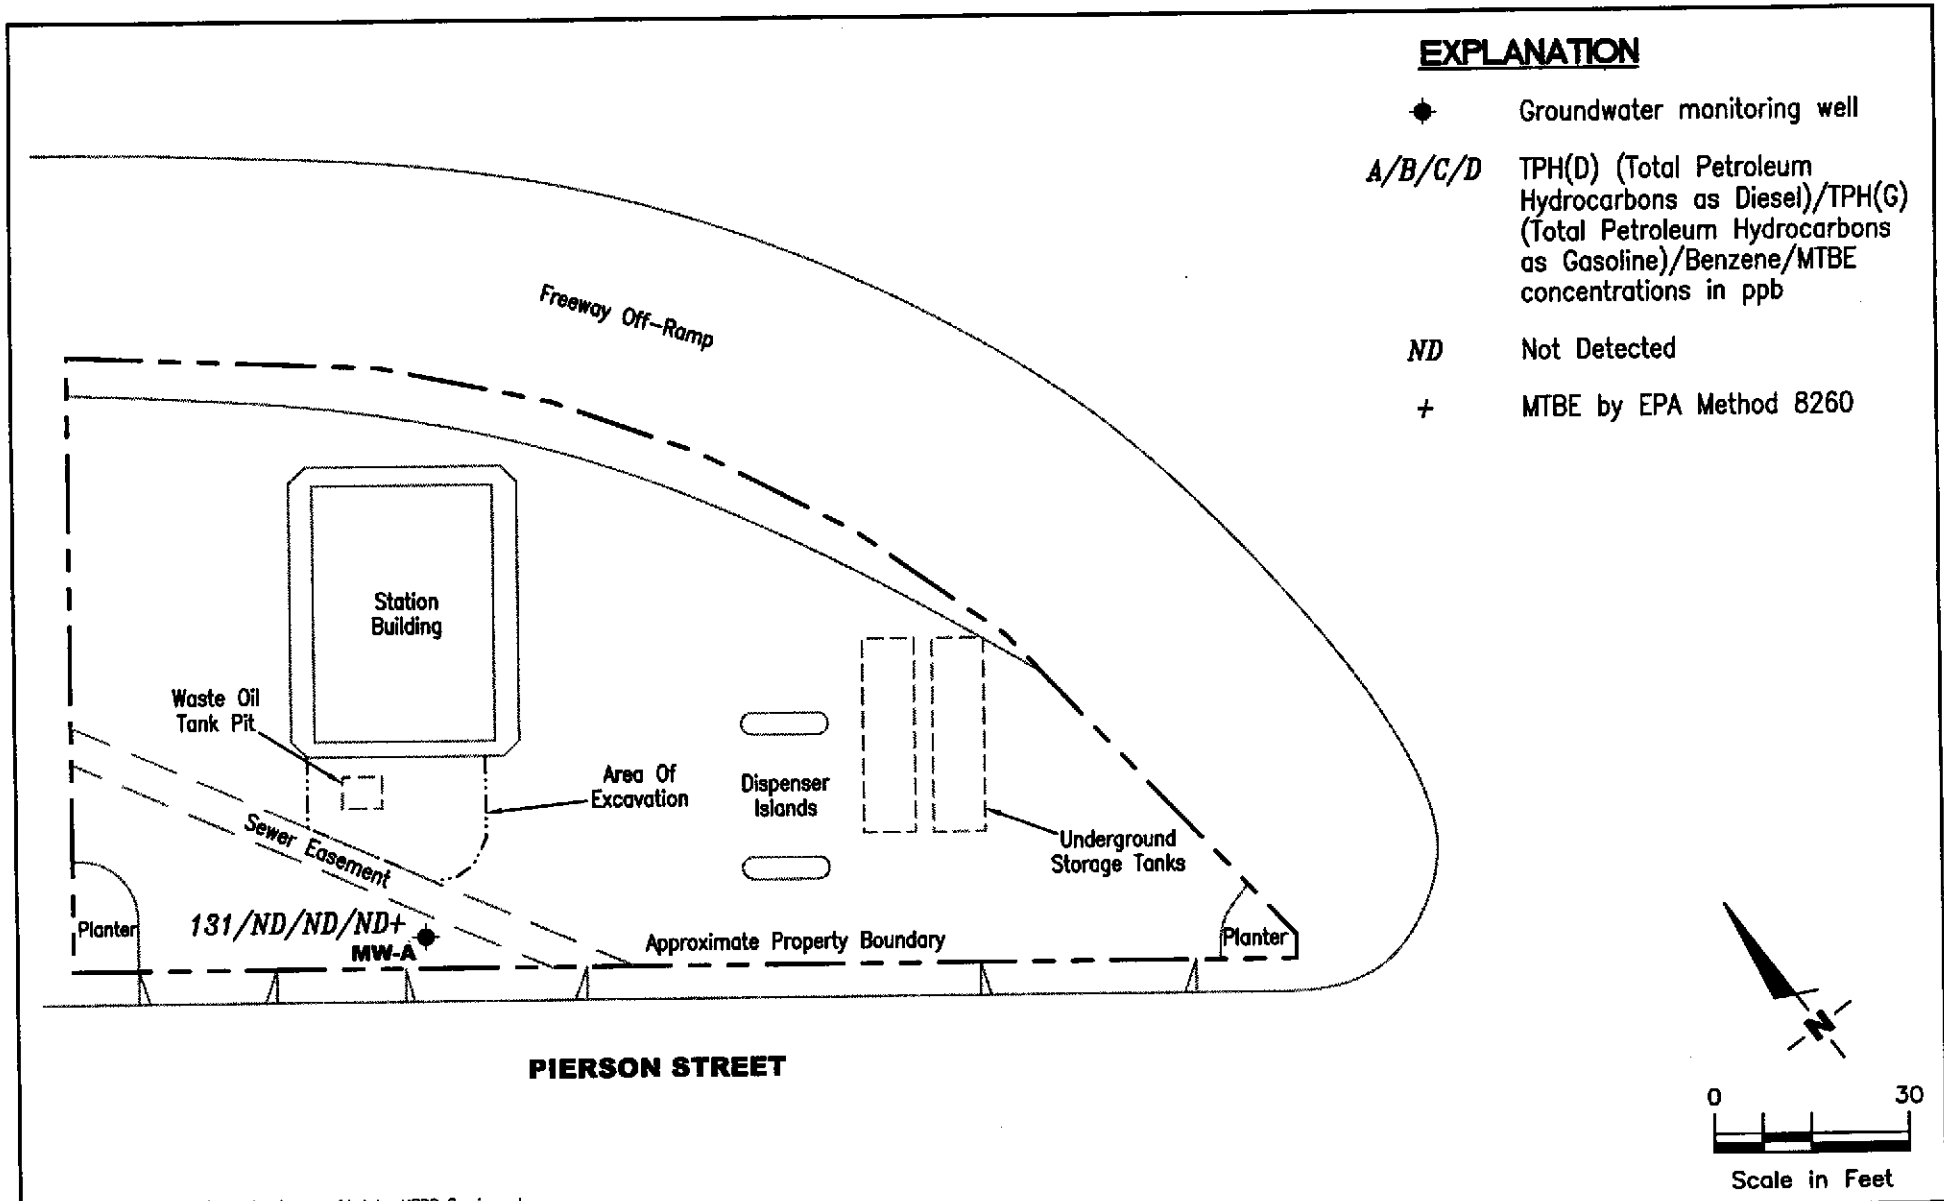 EXPLANATION
Groundwater monitoring well
A/B/C/D TPH(D) (Total Petroleum
Hydrocarbons as Diesel)/TPH(G)
(Total Petroleum Hydrocarbons
as Gasoline)/Benzene/MTBE
concentrations in ppb
ND Not Detected
+ MTBE by EPA Method 8260
Freeway Off-Ramp
Station
Building
Waste Oil
Tank Pit
Area Of
Excavation
Dispenser
Islands
Underground
Storage Tanks
Sewer Easement
Planter
131/ND/ND/ND+
MW-A
Approximate Property Boundary
Planter
PIERSON STREET
N
0 30
Scale in Feet